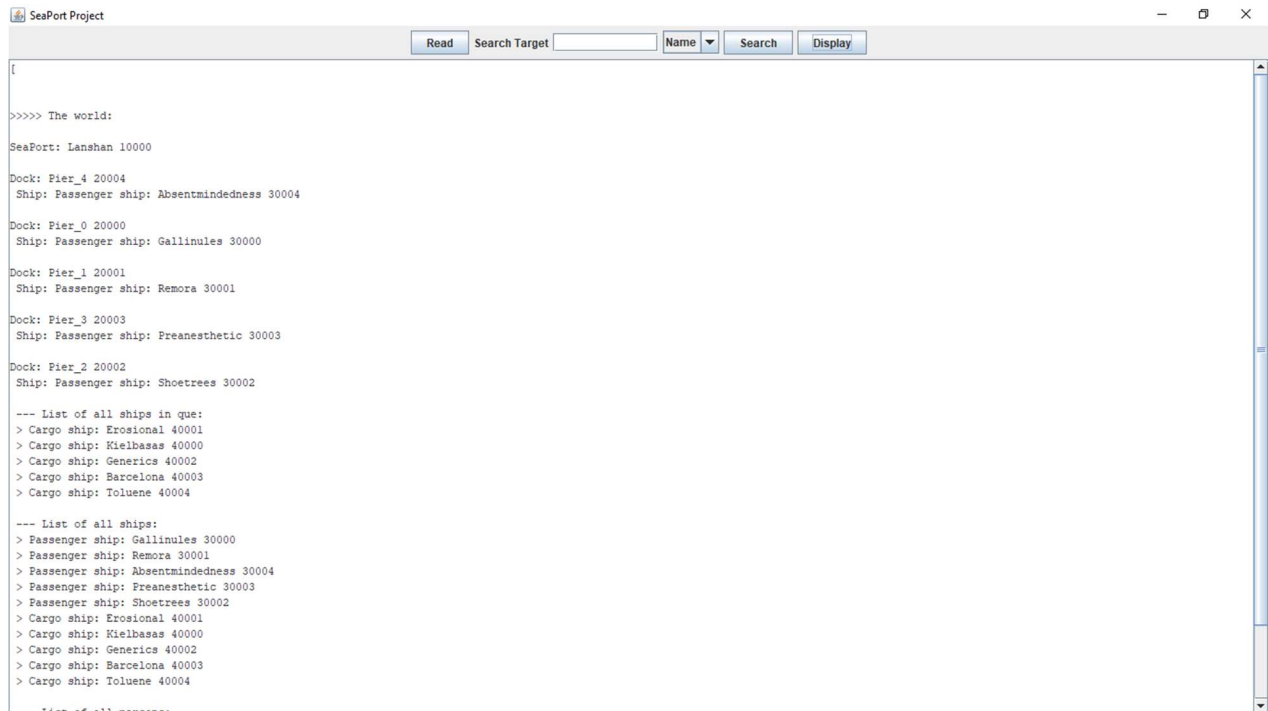 SeaPort Project
Read Search Target Name Search Display
[
>>>>> The world:
SeaPort: Lanshan 10000
Dock: Pier_4 20004
Ship: Passenger ship: Absentmindedness 30004
Dock: Pier_0 20000
Ship: Passenger ship: Gallinules 30000
Dock: Pier_1 20001
Ship: Passenger ship: Remora 30001
Dock: Pier_3 20003
Ship: Passenger ship: Preanesthetic 30003
Dock: Pier_2 20002
Ship: Passenger ship: Shoetrees 30002
--- List of all ships in que:
> Cargo ship: Erosional 40001
> Cargo ship: Kielbasas 40000
> Cargo ship: Generics 40002
> Cargo ship: Barcelona 40003
> Cargo ship: Toluene 40004
--- List of all ships:
> Passenger ship: Gallinules 30000
> Passenger ship: Remora 30001
> Passenger ship: Absentmindedness 30004
> Passenger ship: Preanesthetic 30003
> Passenger ship: Shoetrees 30002
> Cargo ship: Erosional 40001
> Cargo ship: Kielbasas 40000
> Cargo ship: Generics 40002
> Cargo ship: Barcelona 40003
> Cargo ship: Toluene 40004
--- List of all persons: